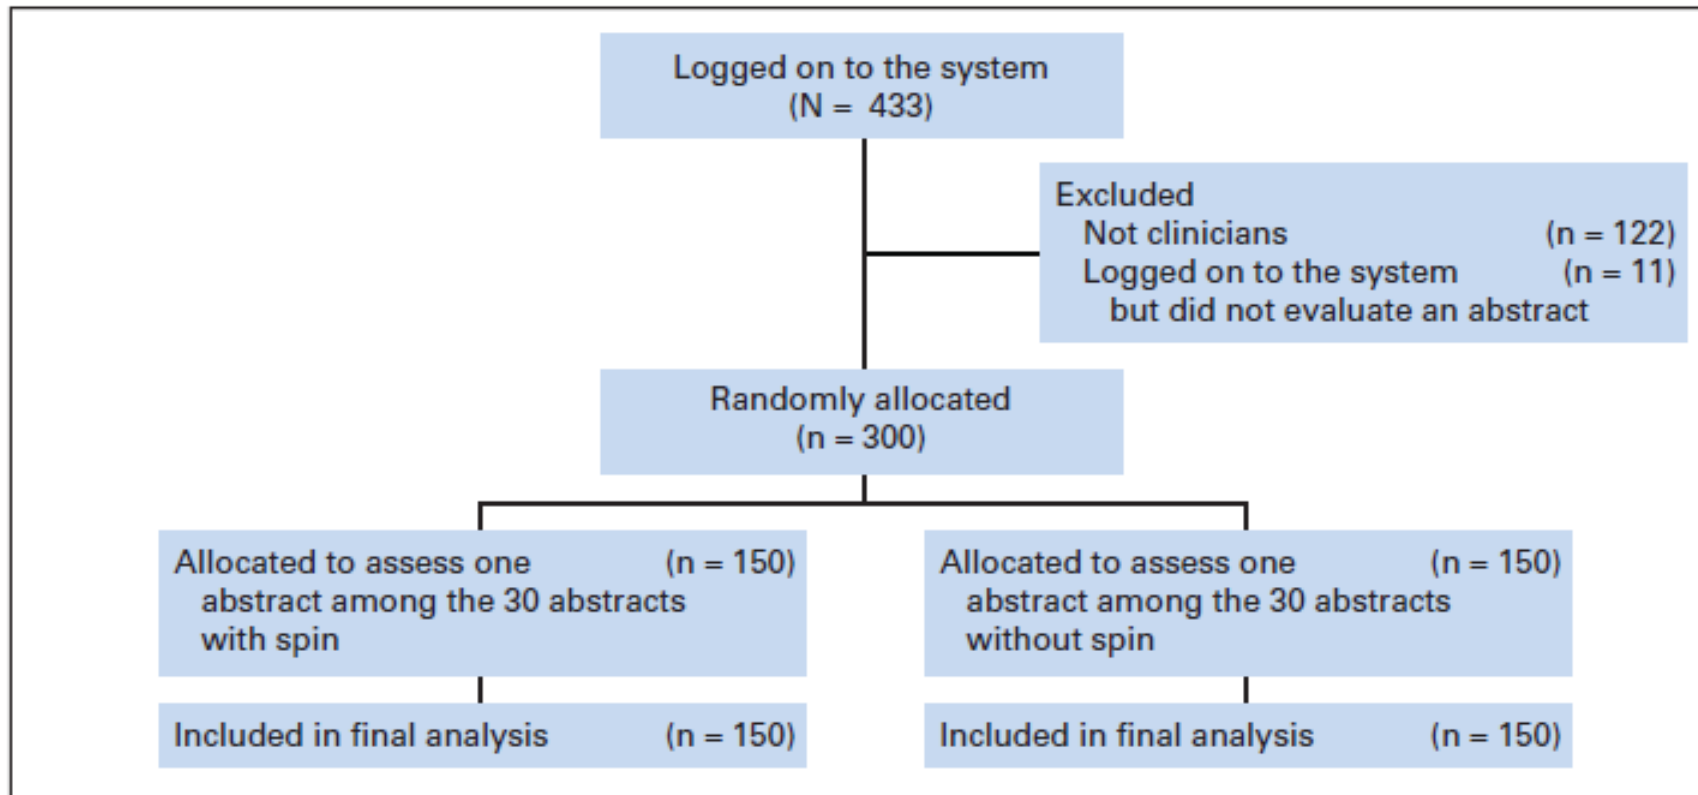 Logged on to the system
(N = 433)
Excluded
Not clinicians (n = 122)
Logged on to the system (n = 11)
but did not evaluate an abstract
Randomly allocated
(n = 300)
Allocated to assess one (n = 150)
abstract among the 30 abstracts
with spin
Allocated to assess one (n = 150)
abstract among the 30 abstracts
without spin
Included in final analysis (n = 150)
Included in final analysis (n = 150)